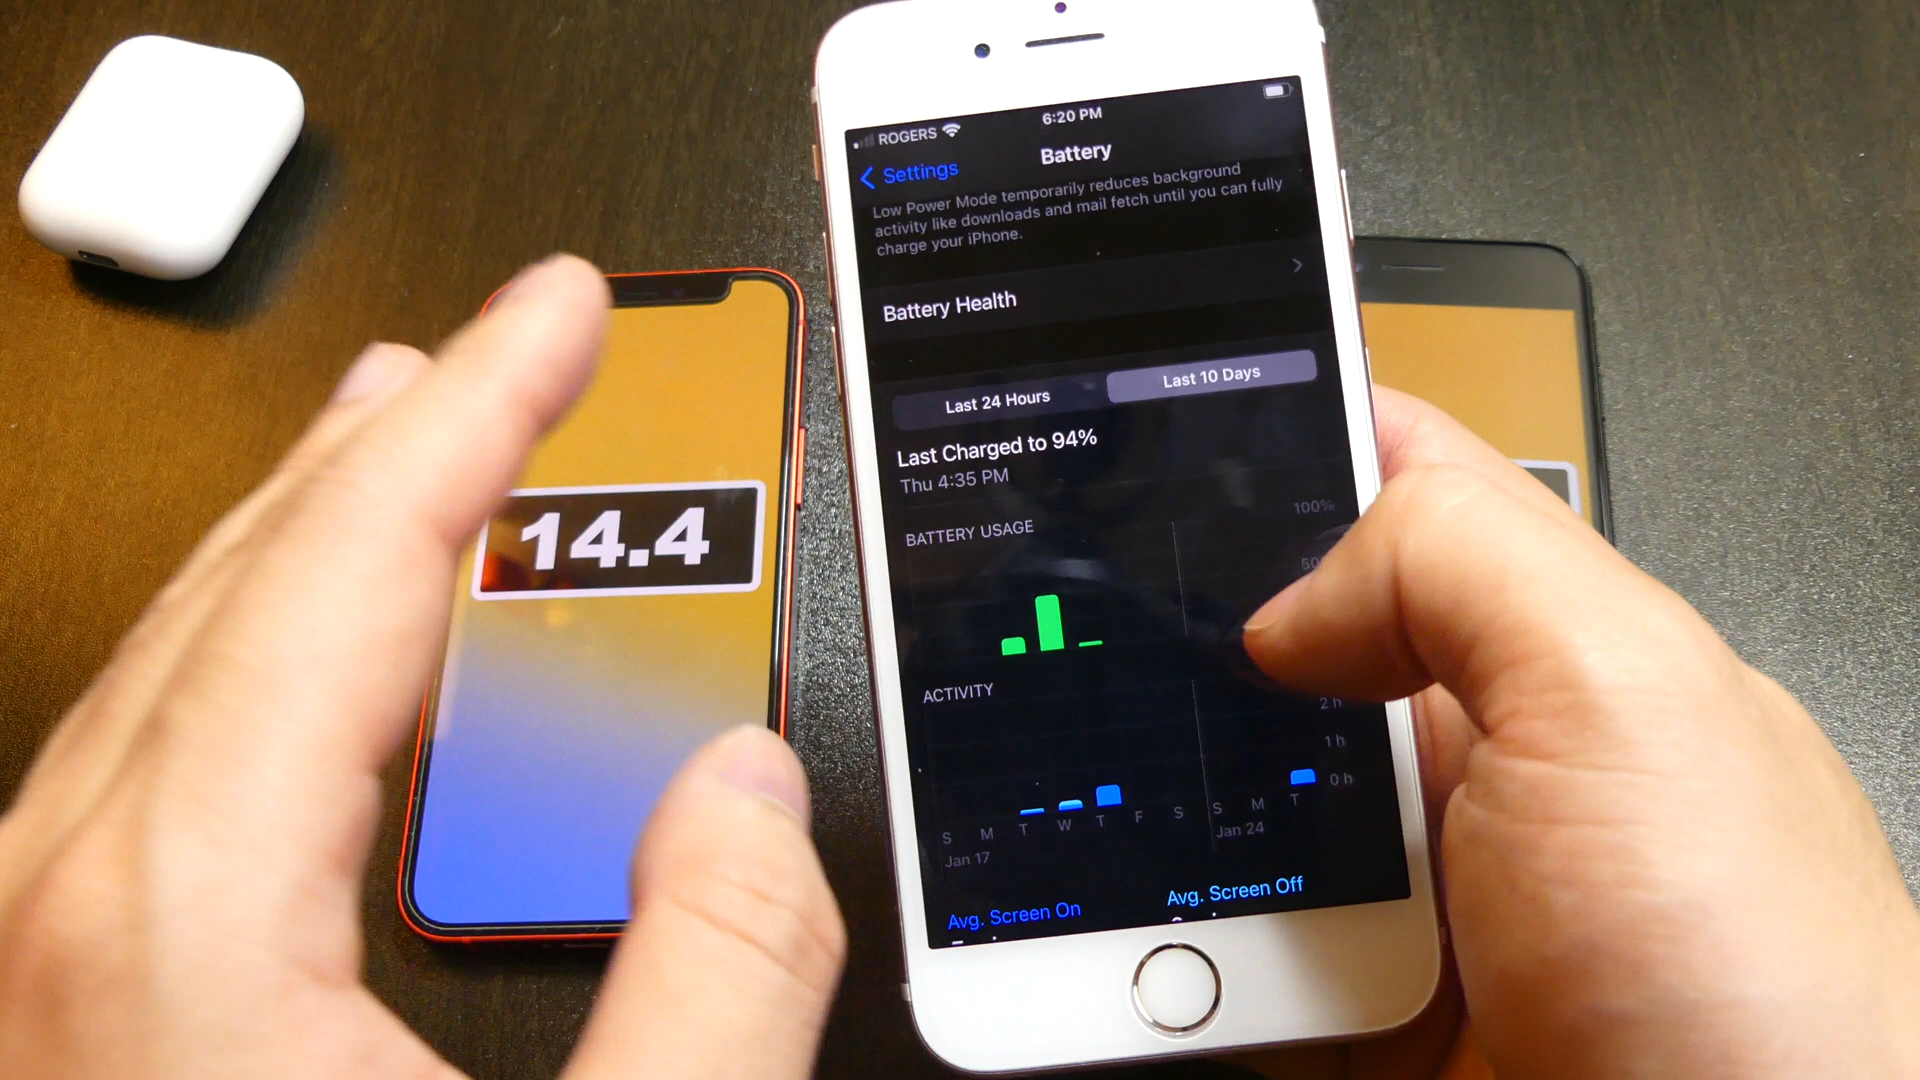 ROGERS
6:20 PM
Settings
Battery
Low Power Mode temporarily reduces background
activity like downloads and mail fetch until you can fully
charge your iPhone.
Battery Health
Last 24 Hours
Last 10 Days
Last Charged to 94%
Thu 4:35 PM
BATTERY USAGE
100%
50
ACTIVITY
2 h
1 h
0 h
S M T W T F S S M T
Jan 17
Jan 24
Avg. Screen On
Avg. Screen Off
14.4